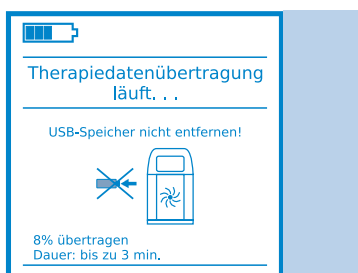 Therapiedatenübertragung
läuft. . .
USB-Speicher nicht entfernen!
8% übertragen
Dauer: bis zu 3 min.